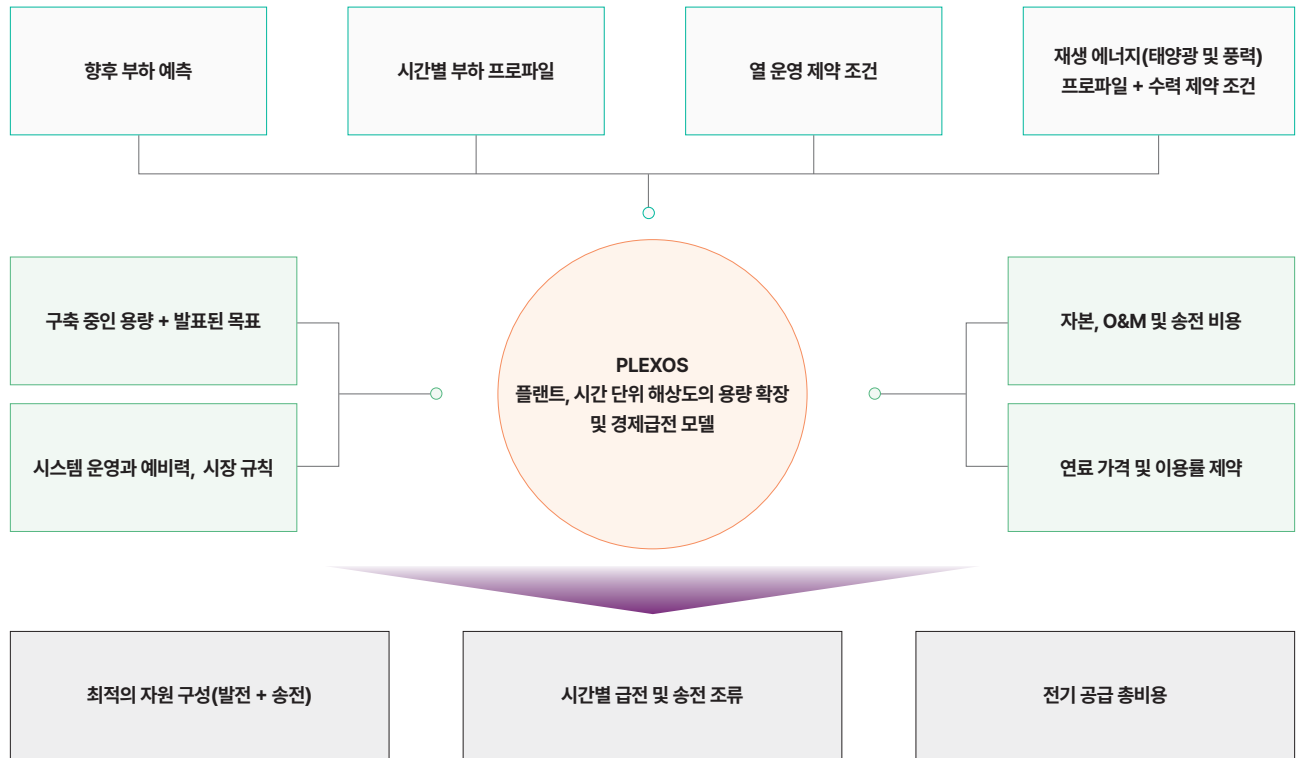 향후 부하 예측
시간별 부하 프로파일
열 운영 제약 조건
재생 에너지(태양광 및 풍력)
프로파일 + 수력 제약 조건
구축 중인 용량 + 발표된 목표
시스템 운영과 예비력, 시장 규칙
PLEXOS
플랜트, 시간 단위 해상도의 용량 확장
및 경제급전 모델
자본, O&M 및 송전 비용
연료 가격 및 이용률 제약
최적의 자원 구성(발전 + 송전)
시간별 급전 및 송전 조류
전기 공급 총비용